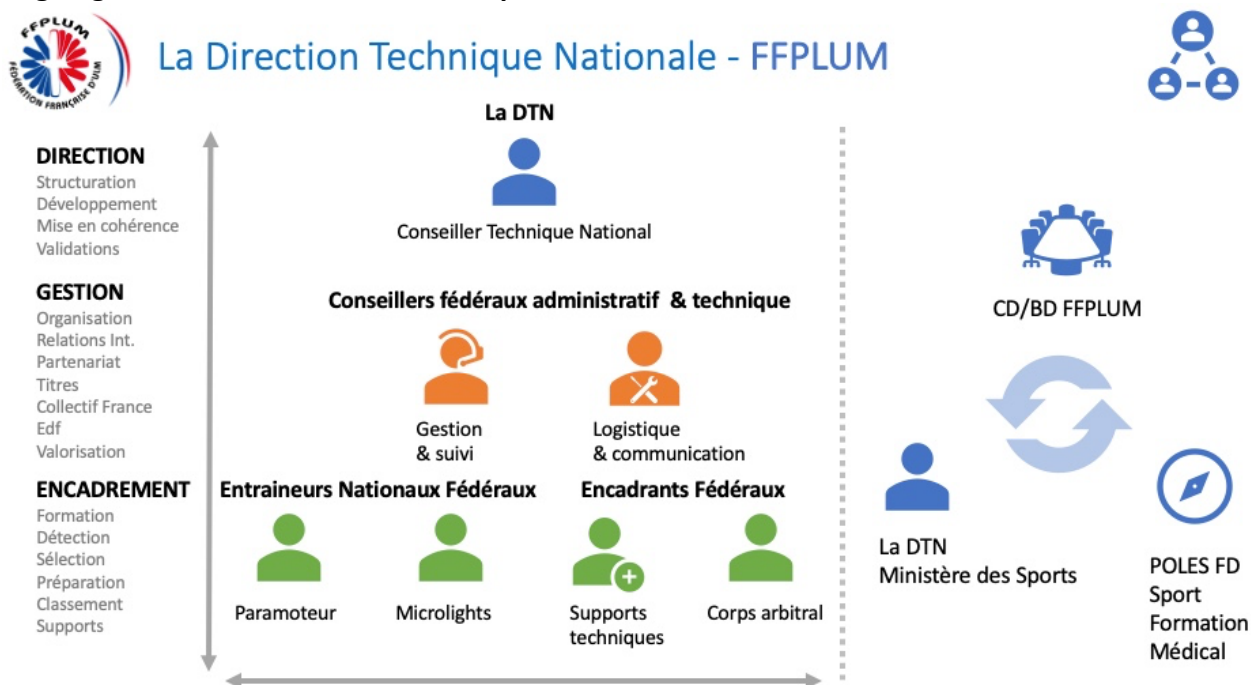 FFPLUM
FÉDÉRATION FRANÇAISE D'ULM
La Direction Technique Nationale - FFPLUM
La DTN
Conseiller Technique National
DIRECTION
Structuration
Développement
Mise en cohérence
Validations
GESTION
Organisation
Relations Int.
Partenariat
Titres
Collectif France
Edf
Valorisation
Conseillers fédéraux administratif & technique
Gestion
& suivi
Logistique
& communication
ENCADREMENT
Formation
Détection
Sélection
Préparation
Classement
Supports
Entraineurs Nationaux Fédéraux
Paramoteur
Microlights
Encadrants Fédéraux
Supports
techniques
Corps arbitral
CD/BD FFPLUM
La DTN
Ministère des Sports
POLES FD
Sport
Formation
Médical